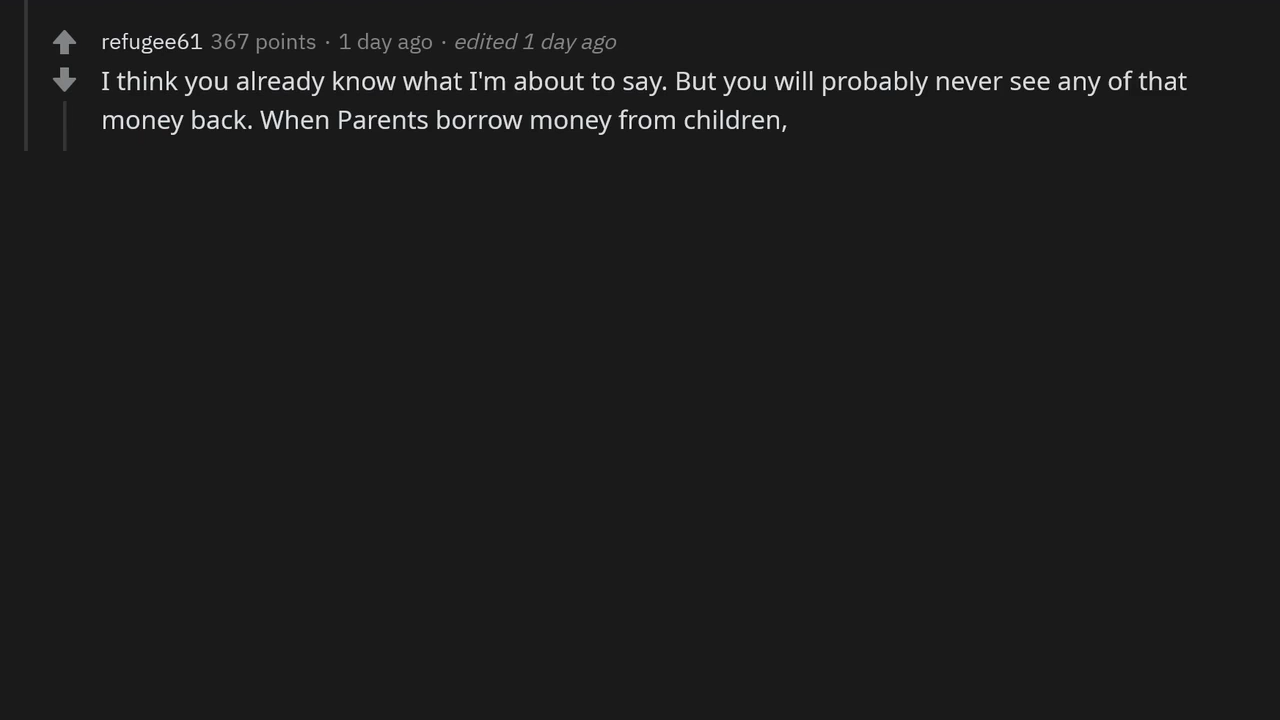 refugee61 367 points · 1 day ago · edited 1 day ago
I think you already know what I'm about to say. But you will probably never see any of that
money back. When Parents borrow money from children,